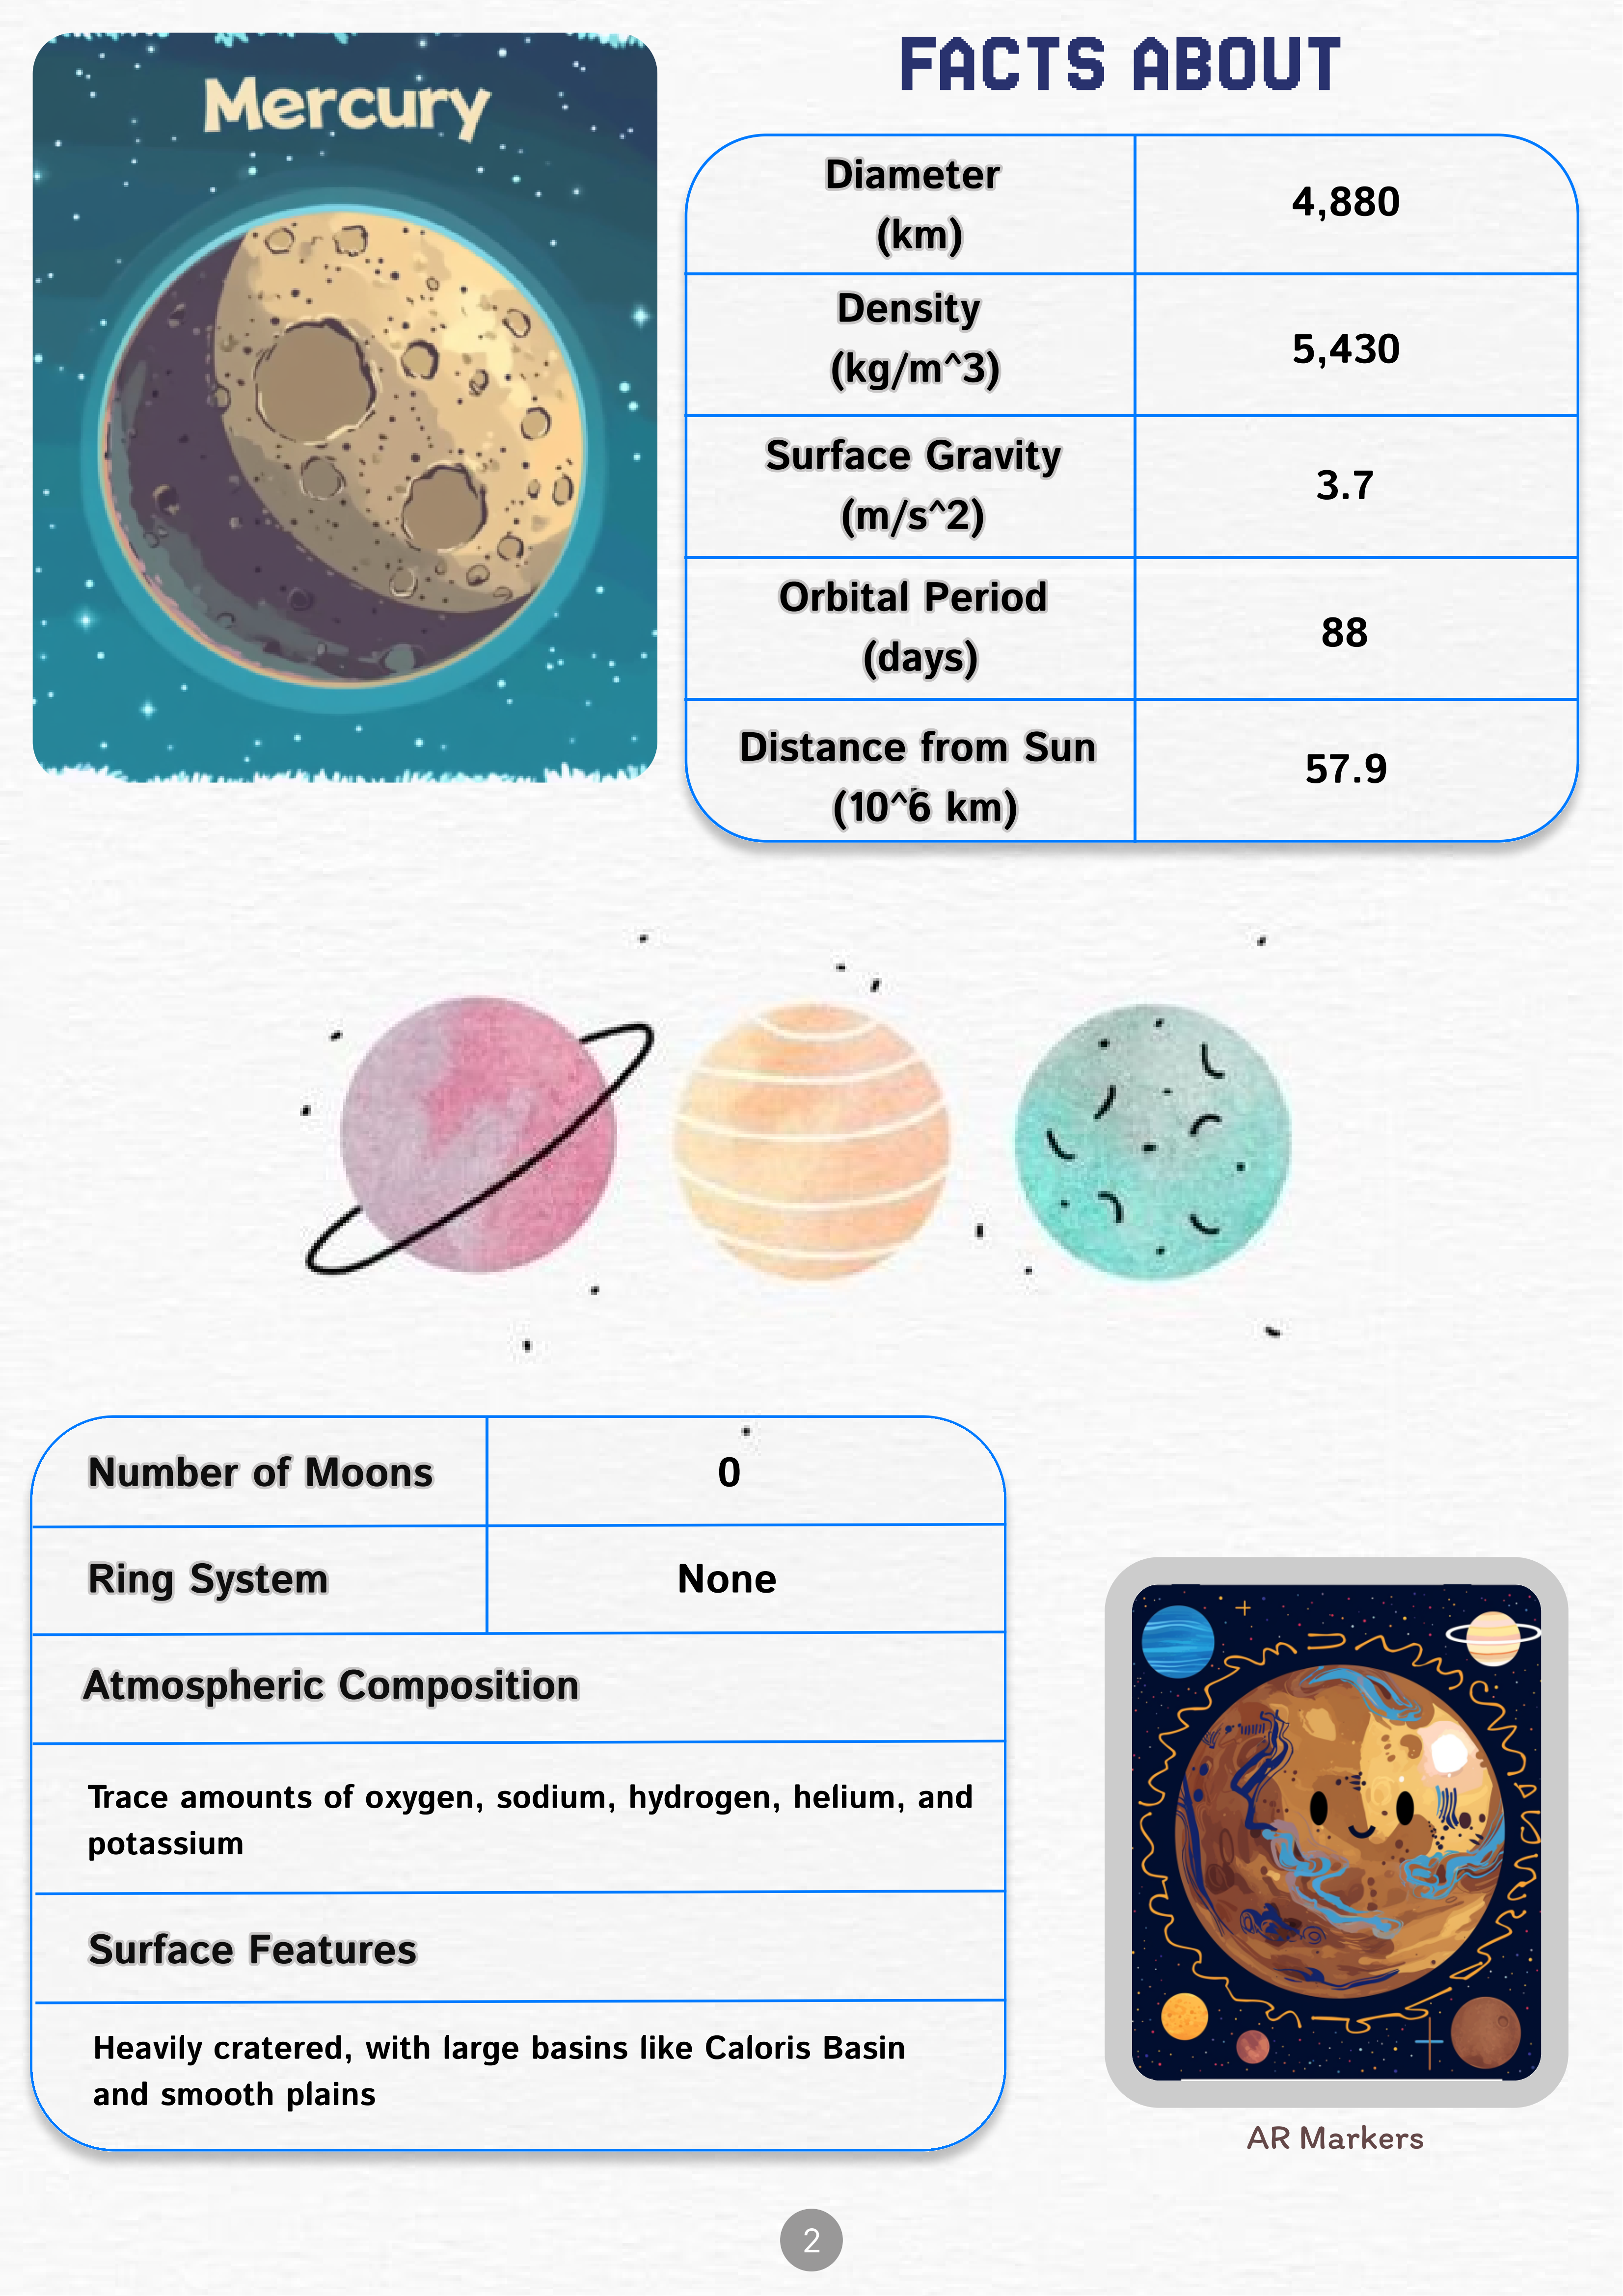 Mercury
FACTS ABOUT
Diameter
(km)
4,880
Density
(kg/m^3)
5,430
Surface Gravity
(m/s^2)
3.7
Orbital Period
(days)
88
Distance from Sun
(10^6 km)
57.9
Number of Moons
0
Ring System
None
Atmospheric Composition
Trace amounts of oxygen, sodium, hydrogen, helium, and
potassium
Surface Features
Heavily cratered, with large basins like Caloris Basin
and smooth plains
AR Markers
2